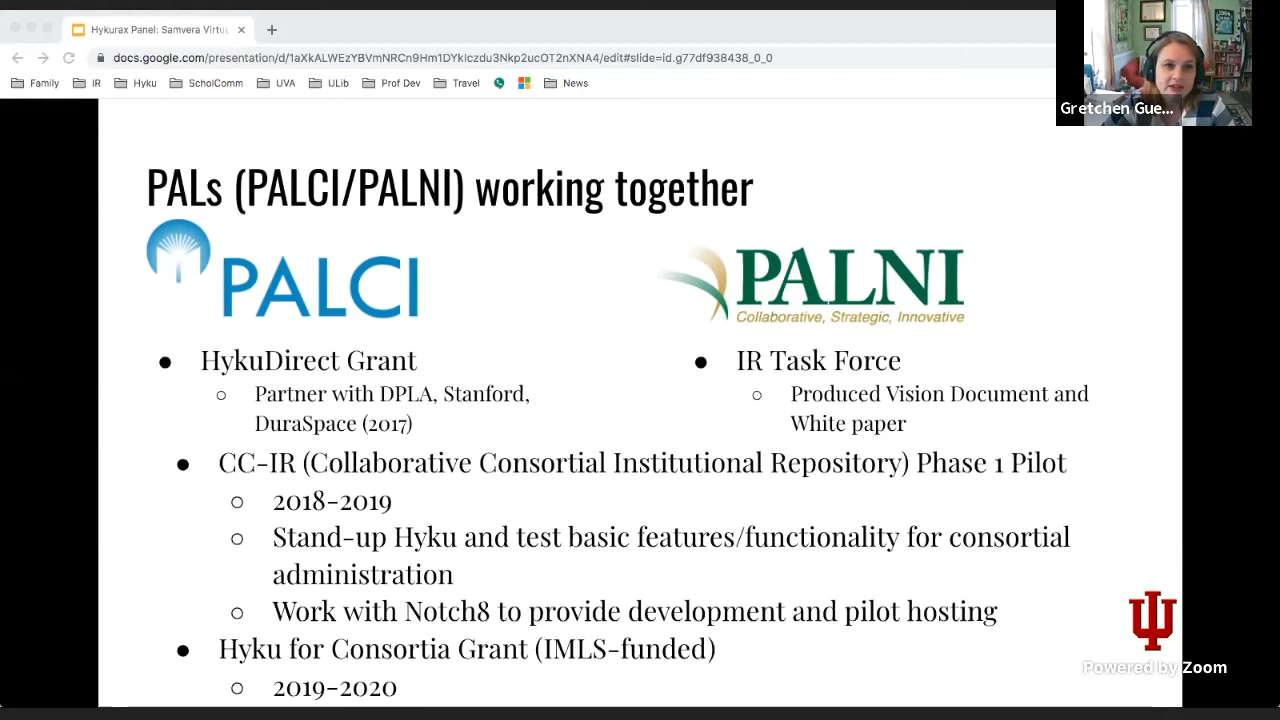 Hykurax Panel: Samvera Virtu
docs.google.com/presentation/d/1aXkALWEzYBVmNRCn9Hm1DYkIczdu3Nkp2ucOT2nXNA4/edit#slide=id.g77df938438_0_0
Family IR Hyku ScholComm UVA ULib Prof Dev Travel News
Gretchen Gue...
PALs (PALCI/PALNI) working together
PALCI
PALNI
Collaborative, Strategic, Innovative
● HykuDirect Grant
○ Partner with DPLA, Stanford,
DuraSpace (2017)
● IR Task Force
○ Produced Vision Document and
White paper
● CC-IR (Collaborative Consortial Institutional Repository) Phase 1 Pilot
○ 2018-2019
○ Stand-up Hyku and test basic features/functionality for consortial
administration
○ Work with Notch8 to provide development and pilot hosting
● Hyku for Consortia Grant (IMLS-funded)
○ 2019-2020
Powered by Zoom